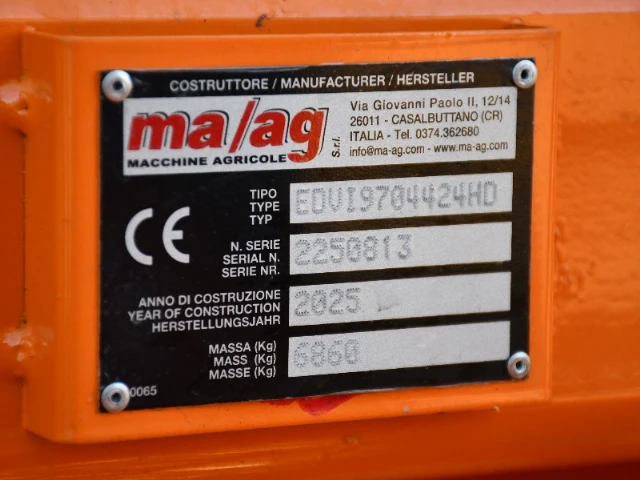 COSTRUTTORE / MANUFACTURER / HERSTELLER
ma/ag S.r.l.
MACCHINE AGRICOLE
Via Giovanni Paolo II, 12/14
26011 - CASALBUTTANO (CR)
ITALIA - Tel. 0374.362680
info@ma-ag.com - www.ma-ag.com
CE
TIPO
TYPE
TYP
EDVI9704424HD
N. SERIE
SERIAL N.
SERIE NR.
2250813
ANNO DI COSTRUZIONE
YEAR OF CONSTRUCTION
HERSTELLUNGSJAHR
2025
MASSA (Kg)
MASS (Kg)
MASSE (Kg)
6860
0065